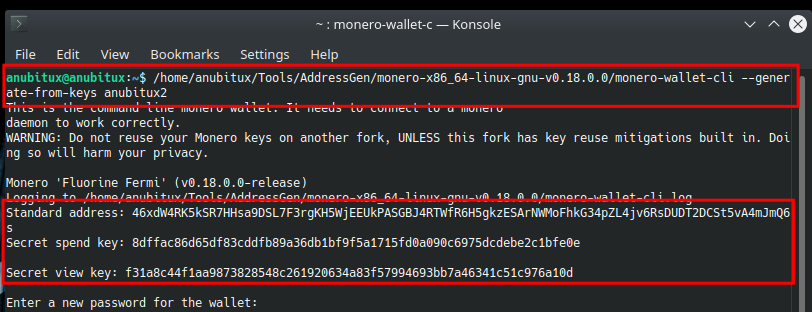 ~ : monero-wallet-c — Konsole
File Edit View Bookmarks Settings Help
anubitux@anubitux:~$ /home/anubitux/Tools/AddressGen/monero-x86_64-linux-gnu-v0.18.0.0/monero-wallet-cli --gener
ate-from-keys anubitux2
This is the command line monero wallet. It needs to connect to a monero
daemon to work correctly.
WARNING: Do not reuse your Monero keys on another fork, UNLESS this fork has key reuse mitigations built in. Doi
ng so will harm your privacy.
Monero 'Fluorine Fermi' (v0.18.0.0-release)
Logging to /home/anubitux/Tools/AddressGen/monero-x86_64-linux-gnu-v0.18.0.0/monero-wallet-cli.log
Standard address: 46xdW4RK5kSR7HHsa9DSL7F3rgKH5WjEEUkPASGBJ4RTWfR6H5gkzESArNWMoFhkG34pZL4jv6RsDUDT2DCSt5vA4mJmQ6
s
Secret spend key: 8dffac86d65df83cddfb89a36db1bf9f5a1715fd0a090c6975dcdebe2c1bfe0e
Secret view key: f31a8c44f1aa9873828548c261920634a83f57994693bb7a46341c51c976a10d
Enter a new password for the wallet: